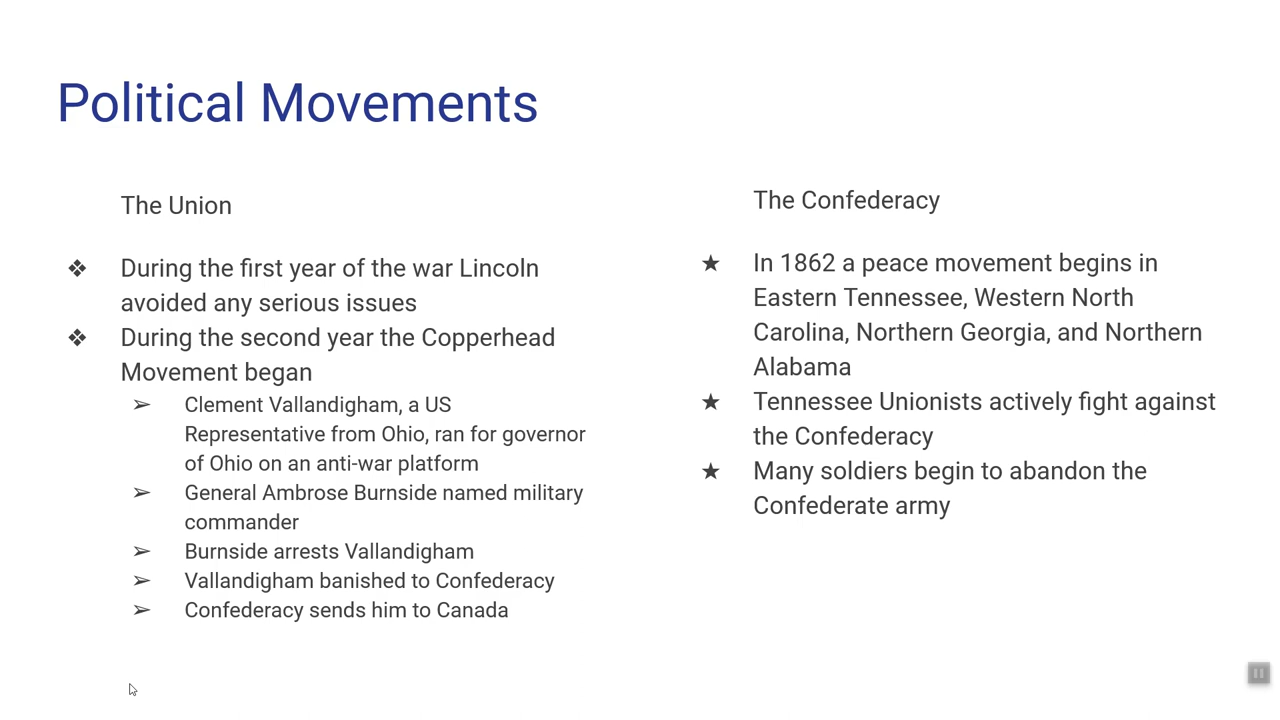 Political Movements
The Union
❖ During the first year of the war Lincoln
avoided any serious issues
❖ During the second year the Copperhead
Movement began
➢ Clement Vallandigham, a US
Representative from Ohio, ran for governor
of Ohio on an anti-war platform
➢ General Ambrose Burnside named military
commander
➢ Burnside arrests Vallandigham
➢ Vallandigham banished to Confederacy
➢ Confederacy sends him to Canada
The Confederacy
★ In 1862 a peace movement begins in
Eastern Tennessee, Western North
Carolina, Northern Georgia, and Northern
Alabama
★ Tennessee Unionists actively fight against
the Confederacy
★ Many soldiers begin to abandon the
Confederate army